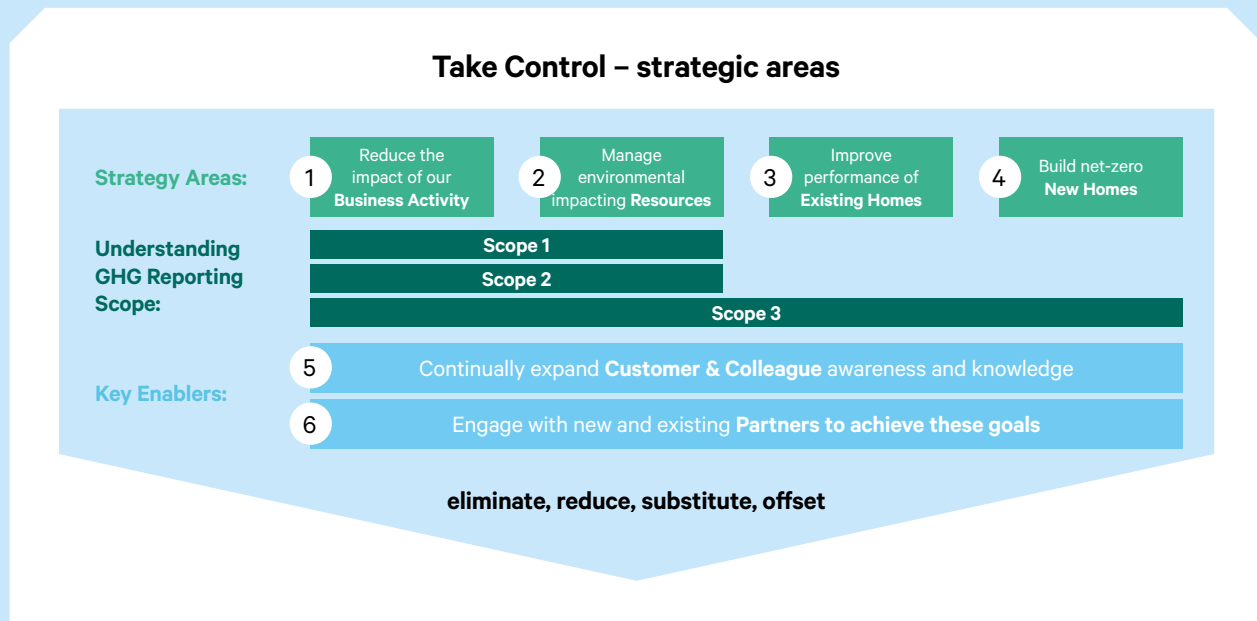 Take Control – strategic areas
Strategy Areas:
1
Reduce the
impact of our
Business Activity
2
Manage
environmental
impacting Resources
3
Improve
performance of
Existing Homes
4
Build net-zero
New Homes
Understanding
GHG Reporting
Scope:
Scope 1
Scope 2
Scope 3
Key Enablers:
5
Continually expand Customer & Colleague awareness and knowledge
6
Engage with new and existing Partners to achieve these goals
eliminate, reduce, substitute, offset